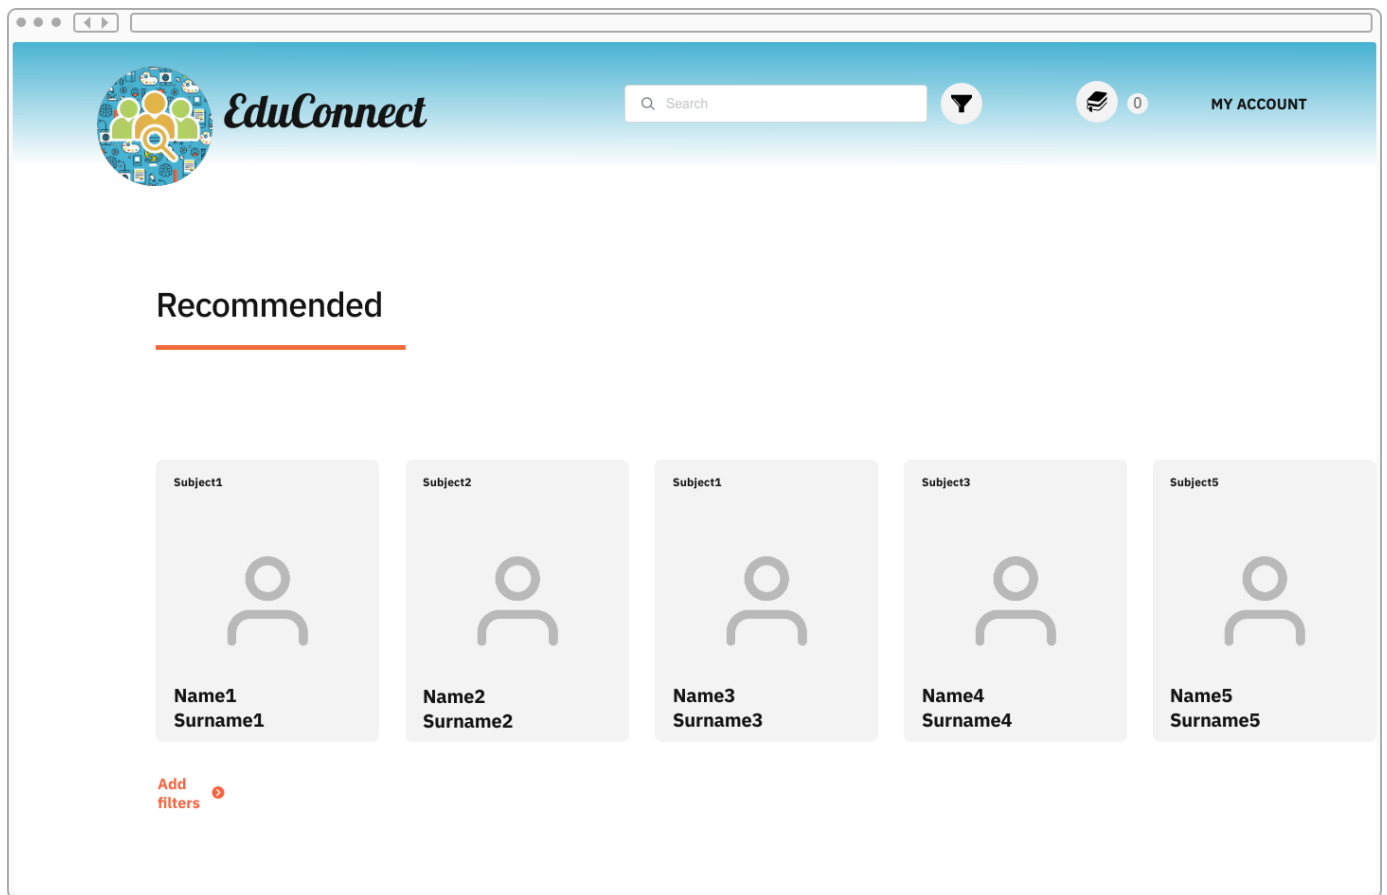 EduConnect
Search
0
MY ACCOUNT
Recommended
Subject1
Subject2
Subject1
Subject3
Subject5
Name1
Surname1
Name2
Surname2
Name3
Surname3
Name4
Surname4
Name5
Surname5
Add
filters